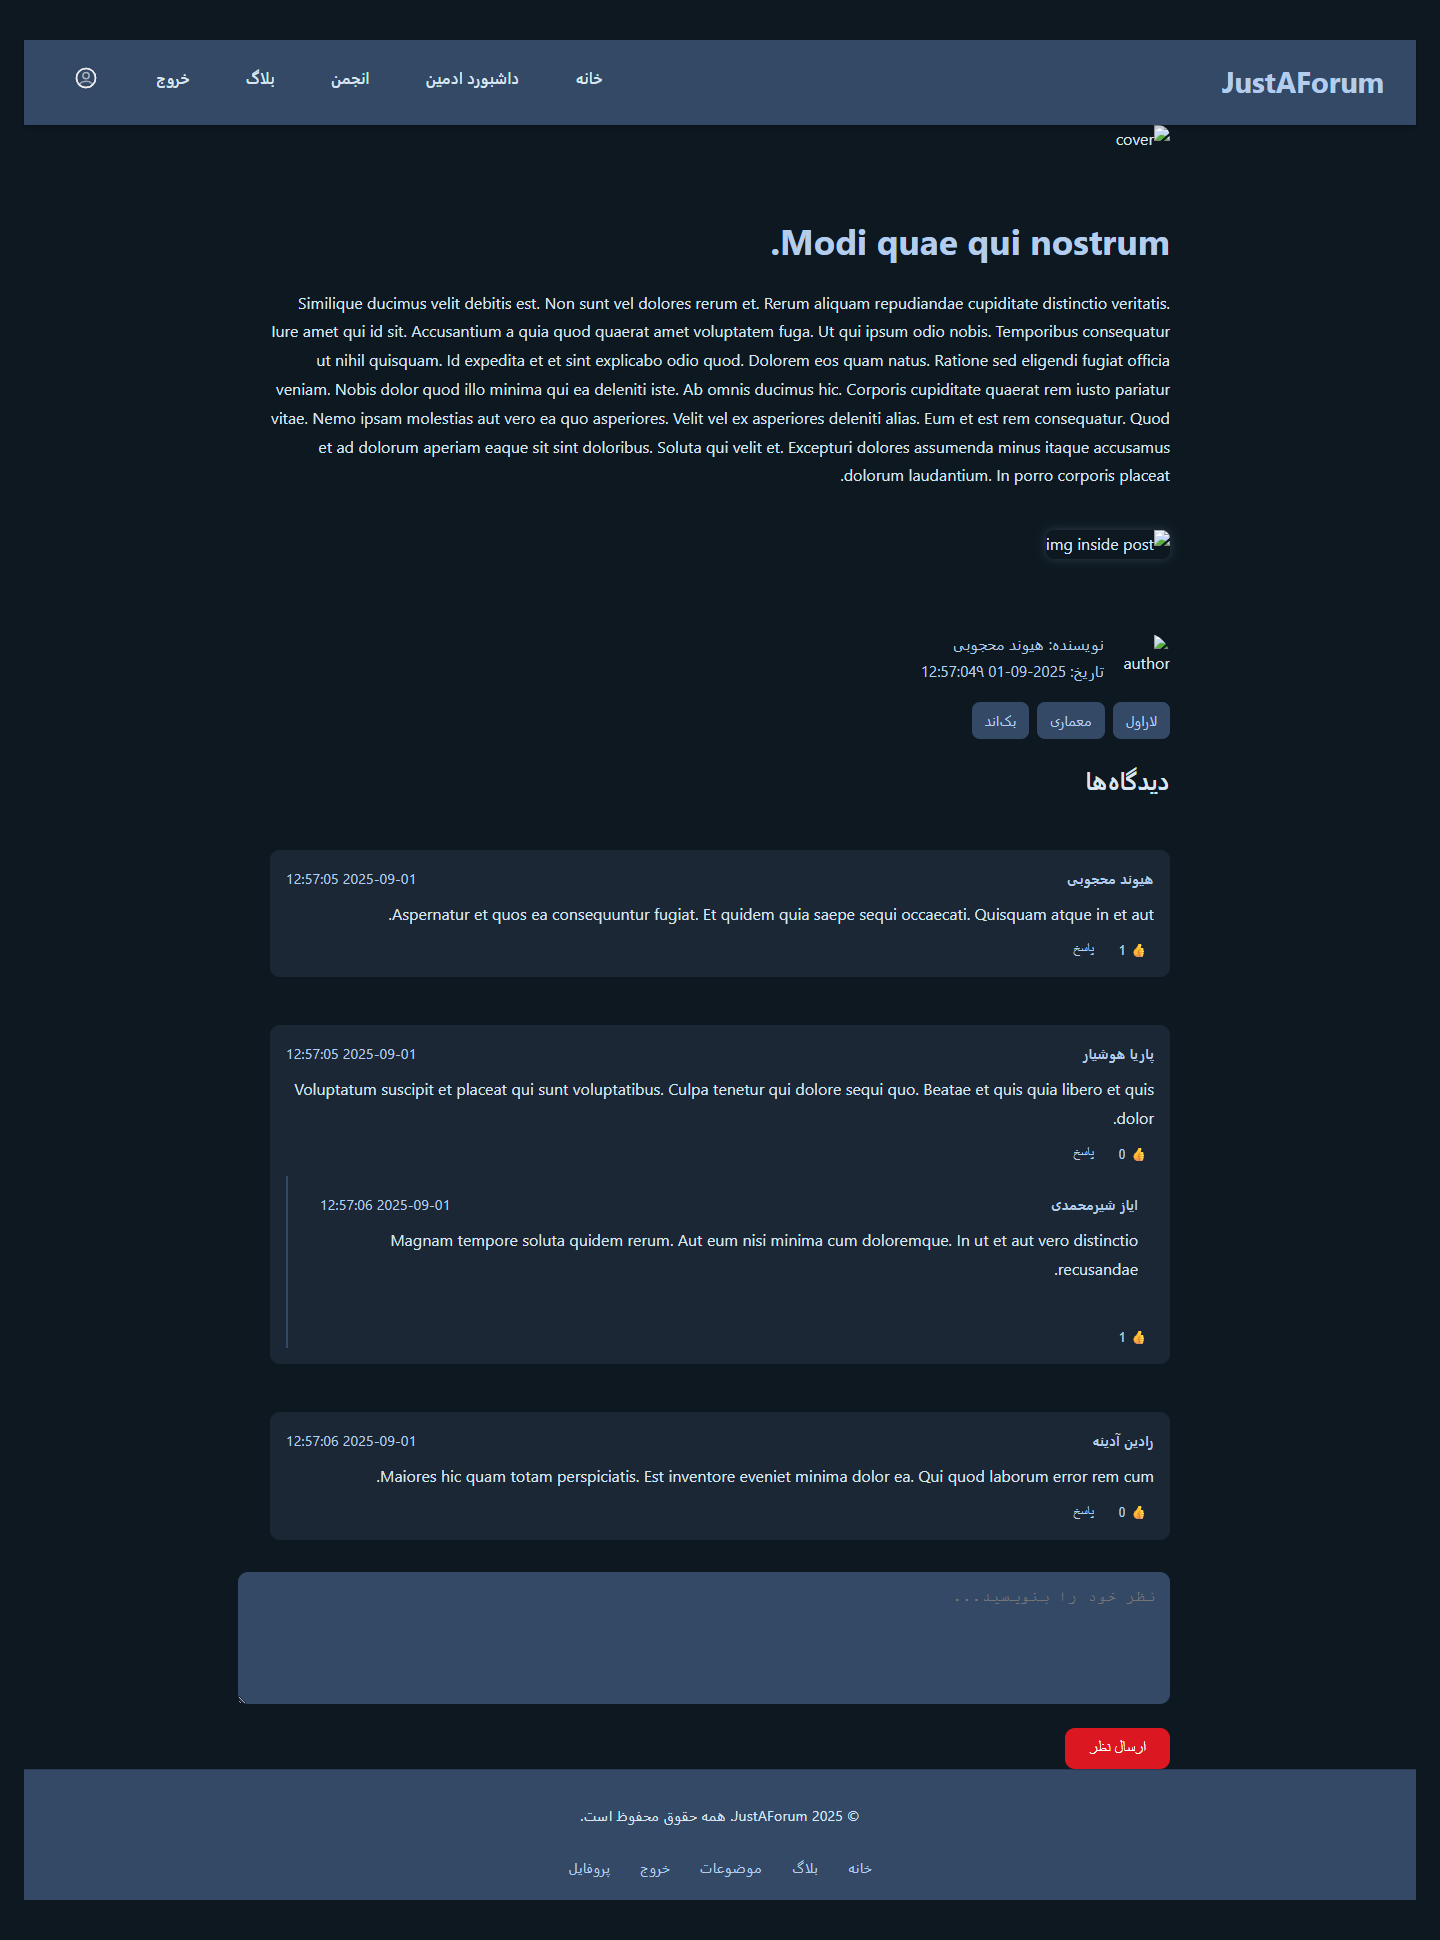 JustAForum
خانه
داشبورد ادمین
انجمن
بلاگ
خروج
cover
Modi quae qui nostrum.
Similique ducimus velit debitis est. Non sunt vel dolores rerum et. Rerum aliquam repudiandae cupiditate distinctio veritatis.
Iure amet qui id sit. Accusantium a quia quod quaerat amet voluptatem fuga. Ut qui ipsum odio nobis. Temporibus consequatur
ut nihil quisquam. Id expedita et et sint explicabo odio quod. Dolorem eos quam natus. Ratione sed eligendi fugiat officia
veniam. Nobis dolor quod illo minima qui ea deleniti iste. Ab omnis ducimus hic. Corporis cupiditate quaerat rem iusto pariatur
vitae. Nemo ipsam molestias aut vero ea quo asperiores. Velit vel ex asperiores deleniti alias. Eum et est rem consequatur. Quod
et ad dolorum aperiam eaque sit sint doloribus. Soluta qui velit et. Excepturi dolores assumenda minus itaque accusamus
dolorum laudantium. In porro corporis placeat.
img inside post
author
نویسنده: هیوند محجوبی
تاریخ: 2025-09-01 12:57:04۹
لاراول
معماری
بک‌اند
دیدگاه‌ها
هیوند محجوبی
2025-09-01 12:57:05
Aspernatur et quos ea consequuntur fugiat. Et quidem quia saepe sequi occaecati. Quisquam atque in et aut.
👍 1
پاسخ
پاریا هوشیار
2025-09-01 12:57:05
Voluptatum suscipit et placeat qui sunt voluptatibus. Culpa tenetur qui dolore sequi quo. Beatae et quis quia libero et quis
dolor.
👍 0
پاسخ
ایاز شیرمحمدی
2025-09-01 12:57:06
Magnam tempore soluta quidem rerum. Aut eum nisi minima cum doloremque. In ut et aut vero distinctio
recusandae.
👍 1
رادین آدینه
2025-09-01 12:57:06
Maiores hic quam totam perspiciatis. Est inventore eveniet minima dolor ea. Qui quod laborum error rem cum.
👍 0
پاسخ
نظر خود را بنویسید...
ارسال نظر
© 2025 JustAForum. همه حقوق محفوظ است.
خانه
بلاگ
موضوعات
خروج
پروفایل